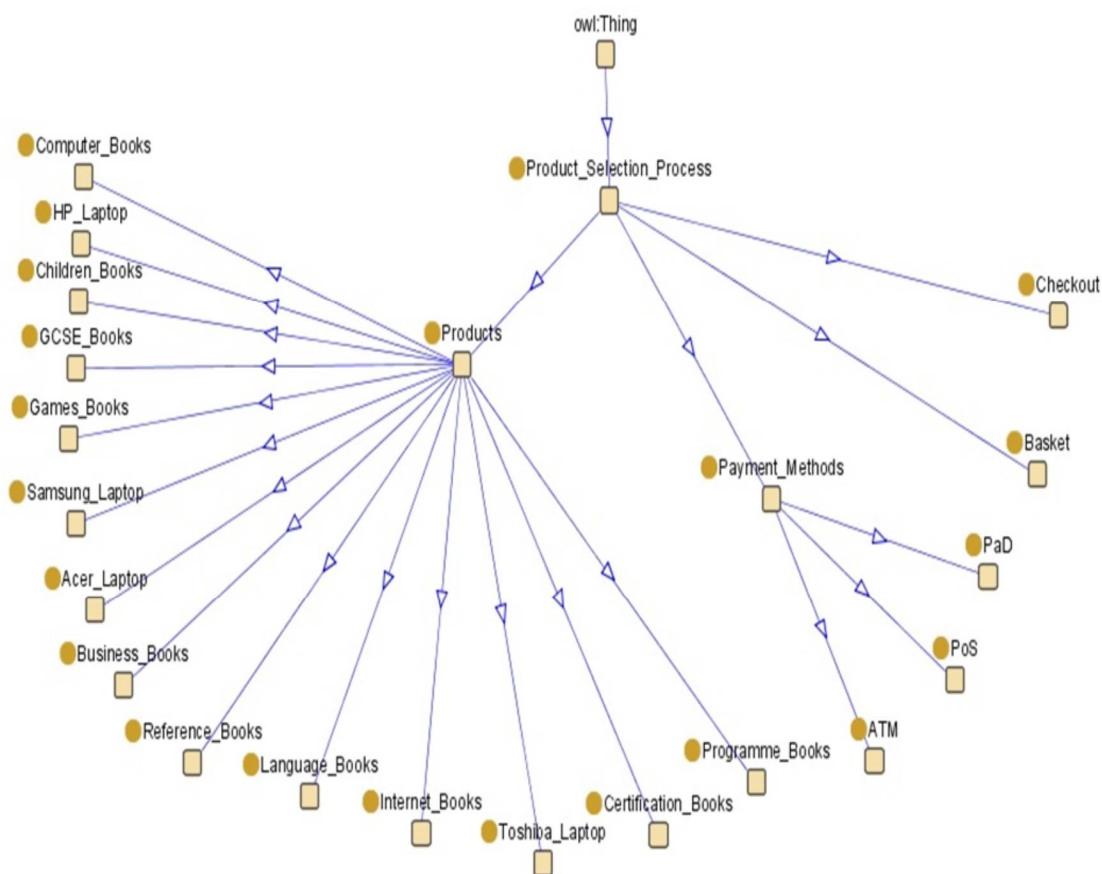 owl:Thing
Computer_Books
Product_Selection_Process
HP_Laptop
Children_Books
Checkout
GCSE_Books
Products
Games_Books
Basket
Payment_Methods
Samsung_Laptop
PaD
Acer_Laptop
Business_Books
PoS
Reference_Books
ATM
Programme_Books
Language_Books
Internet_Books
Certification_Books
Toshiba_Laptop